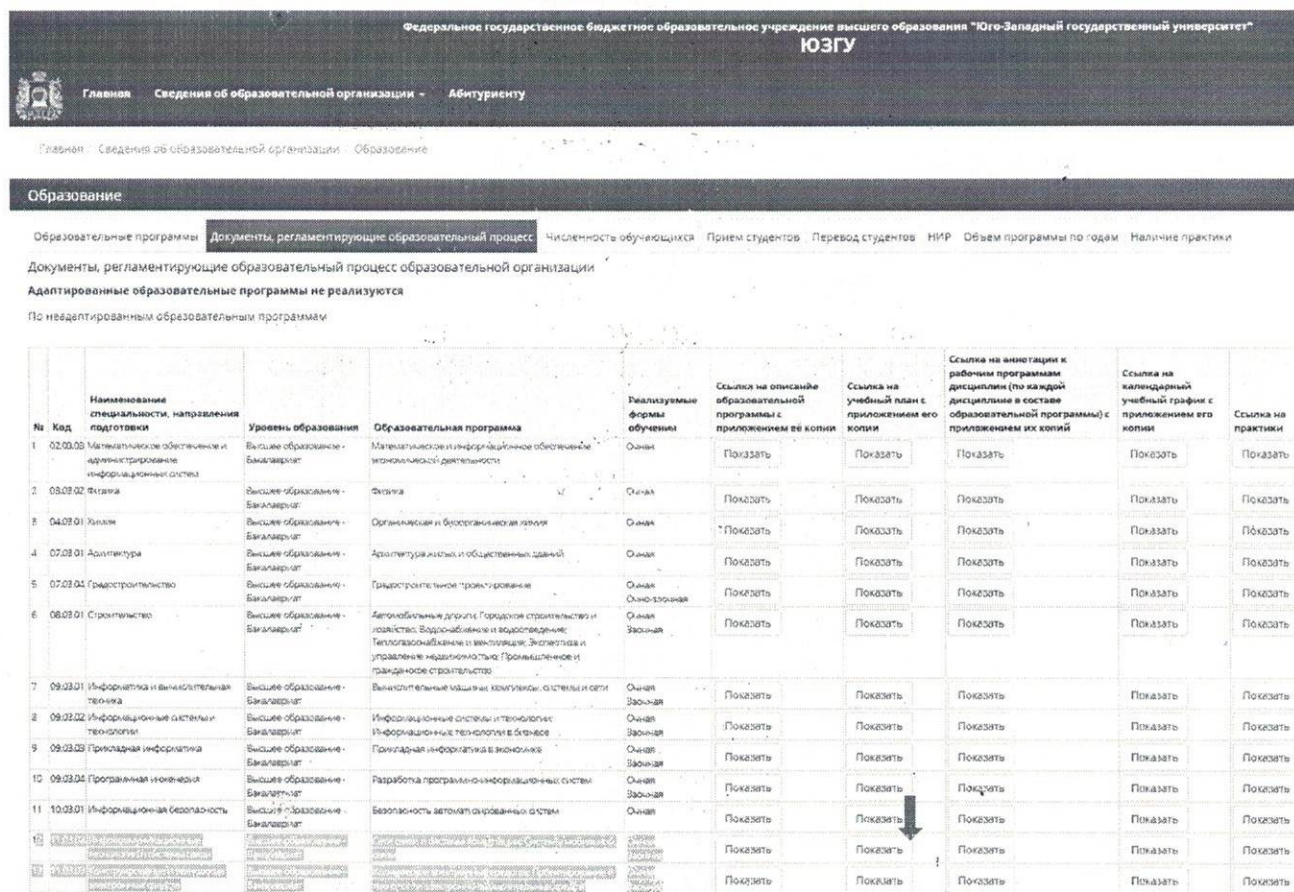 Федеральное государственное бюджетное образовательное учреждение высшего образования "Юго-Западный государственный университет"
ЮЗГУ
Главная Сведения об образовательной организации Абитуриенту
Главная Сведения об образовательной организации Образование
Образование
Образовательные программы Документы, регламентирующие образовательный процесс Численность обучающихся Прием студентов Перевод студентов НИР Объем программы по годам Наличие практики
Документы, регламентирующие образовательный процесс образовательной организации
Адаптированные образовательные программы не реализуются
По неадаптированным образовательным программам
№ Код Наименование специальности, направления подготовки Уровень образования Образовательная программа Реализуемые формы обучения Ссылка на описание образовательной программы с приложением её копии Ссылка на учебный план с приложением его копии Ссылка на аннотации к рабочим программам дисциплин (по каждой дисциплине в составе образовательной программы) с приложением их копий Ссылка на календарный учебный график с приложением его копии Ссылка на практики
1 02.03.03 Математическое обеспечение и администрирование информационных систем Высшее образование - Бакалавриат Математическое и информационное обеспечение экономической деятельности Очная Показать Показать Показать Показать Показать
2 03.03.02 Физика Высшее образование - Бакалавриат Физика Очная Показать Показать Показать Показать Показать
3 04.03.01 Химия Высшее образование - Бакалавриат Органическая и биоорганическая химия Очная Показать Показать Показать Показать Показать
4 07.03.01 Архитектура Высшее образование - Бакалавриат Архитектура жилых и общественных зданий Очная Показать Показать Показать Показать Показать
5 07.03.04 Градостроительство Высшее образование - Бакалавриат Градостроительное проектирование Очная Очно-заочная Показать Показать Показать Показать Показать
6 08.03.01 Строительство Высшее образование - Бакалавриат Автомобильные дороги; Городское строительство и хозяйство; Водоснабжение и водоотведение; Теплогазоснабжение и вентиляция; Экспертиза и управление недвижимостью; Промышленное и гражданское строительство Очная Заочная Показать Показать Показать Показать Показать
7 09.03.01 Информатика и вычислительная техника Высшее образование - Бакалавриат Вычислительные машины, комплексы, системы и сети Очная Заочная Показать Показать Показать Показать Показать
8 09.03.02 Информационные системы и технологии Высшее образование - Бакалавриат Информационные системы и технологии; Информационные технологии в бизнесе Очная Заочная Показать Показать Показать Показать Показать
9 09.03.03 Прикладная информатика Высшее образование - Бакалавриат Прикладная информатика в экономике Очная Заочная Показать Показать Показать Показать Показать
10 09.03.04 Программная инженерия Высшее образование - Бакалавриат Разработка программно-информационных систем Очная Заочная Показать Показать Показать Показать Показать
11 10.03.01 Информационная безопасность Высшее образование - Бакалавриат Безопасность автоматизированных систем Очная Показать Показать Показать Показать Показать
12 Показать Показать Показать Показать Показать
13 Показать Показать Показать Показать Показать